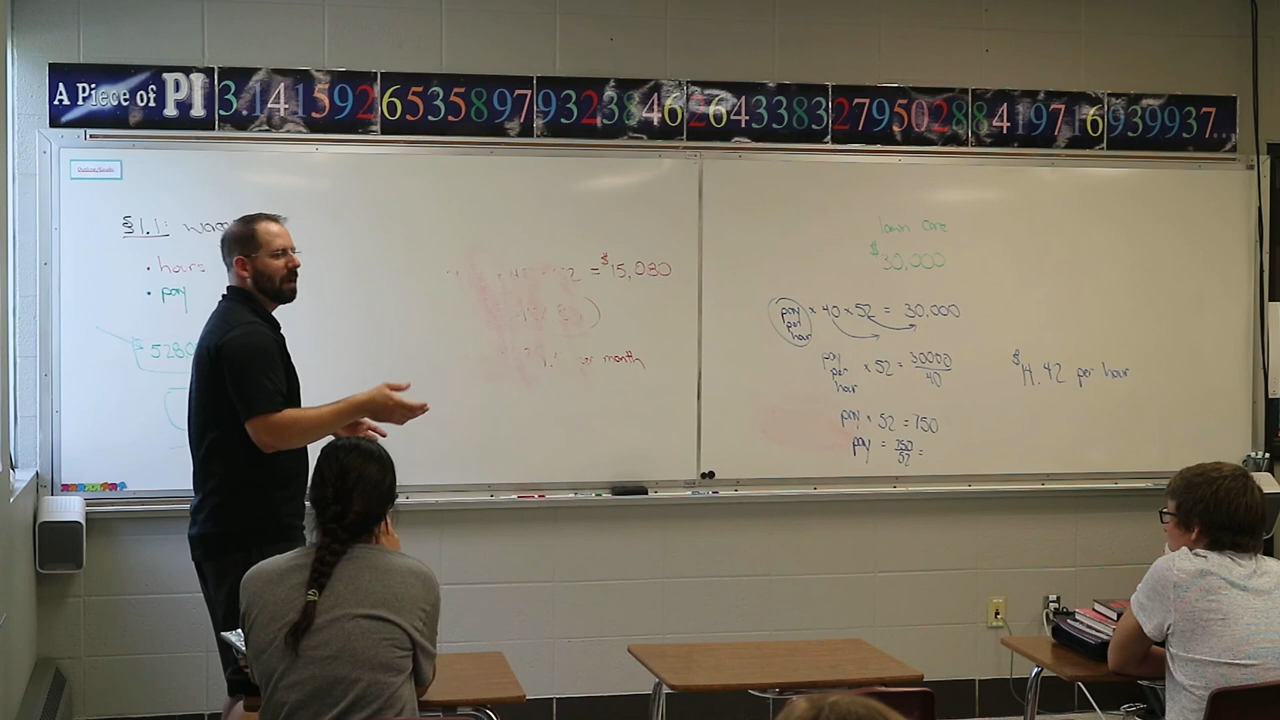 A Piece of PI 3.14159265358979323846264338327950288419716939937...
§1.1:
• hours
• pay
$5280
= $15,080
per month
lawn care
$30,000
pay per hour × 40 × 52 = 30,000
pay per hour × 52 = 30000/40
pay × 52 = 750
pay = 750/52 =
$14.42 per hour